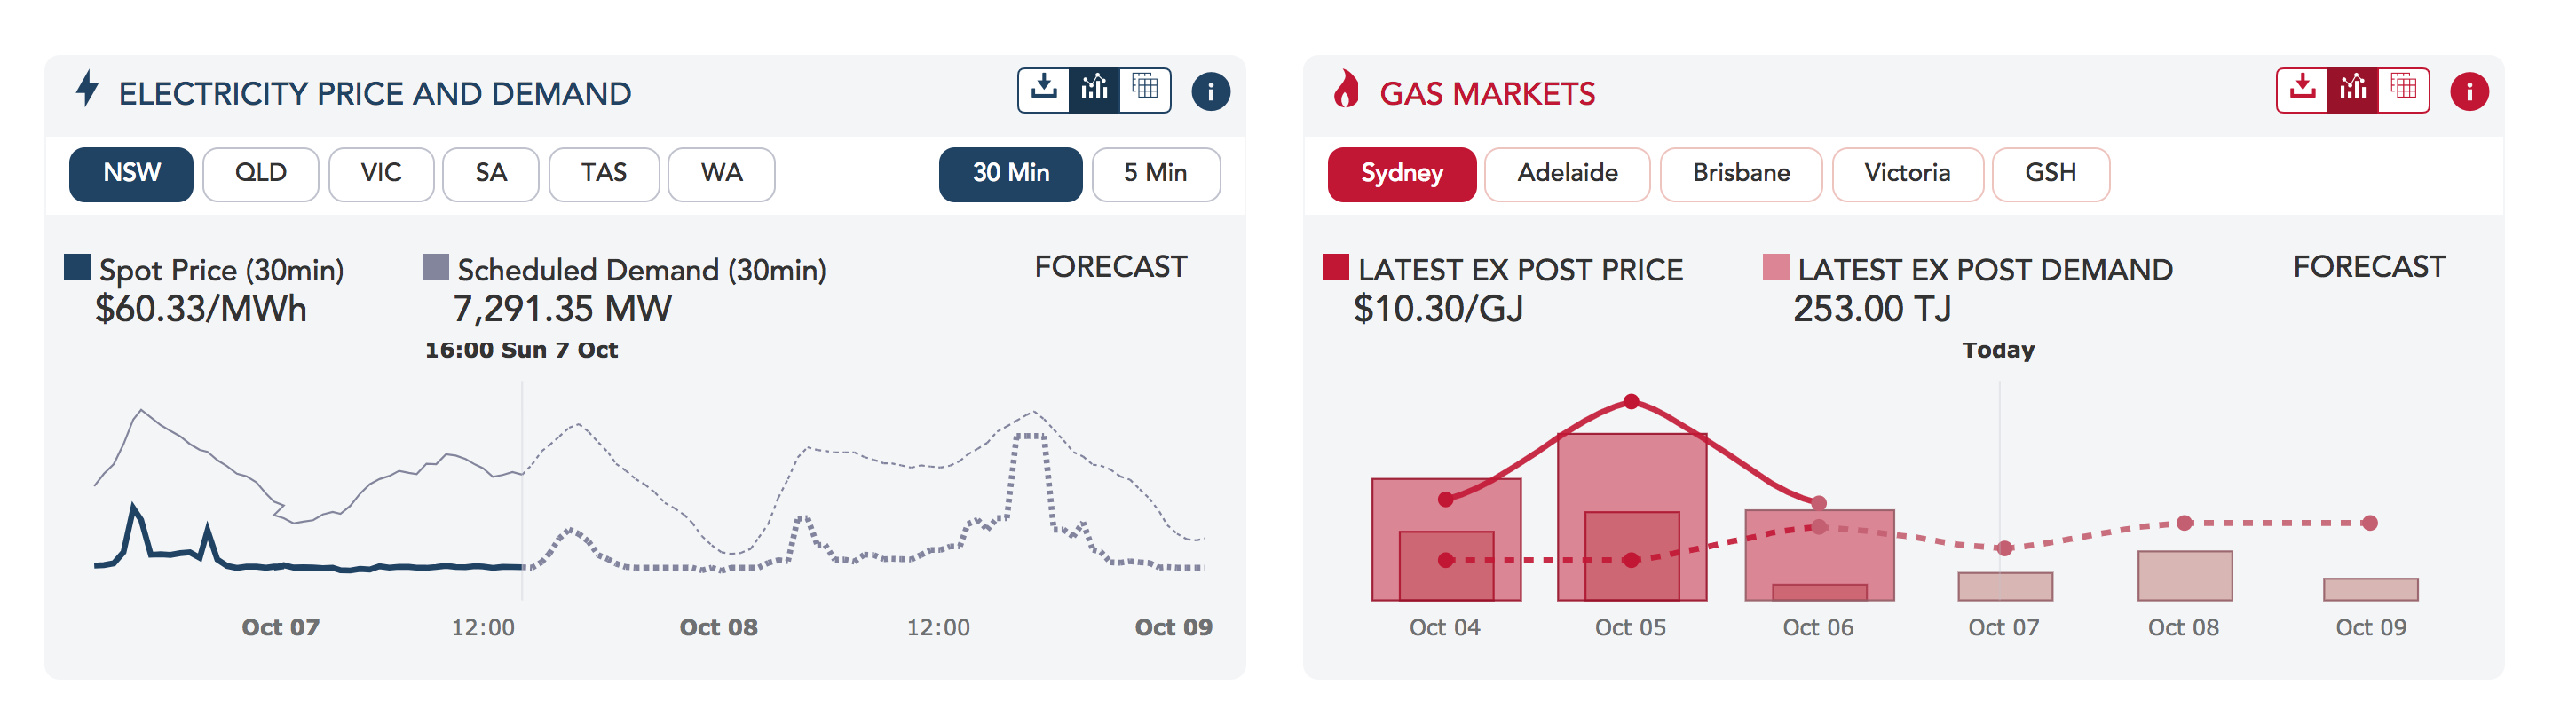 ELECTRICITY PRICE AND DEMAND
NSW QLD VIC SA TAS WA 30 Min 5 Min
Spot Price (30min) Scheduled Demand (30min) FORECAST
$60.33/MWh 7,291.35 MW
16:00 Sun 7 Oct
Oct 07 12:00 Oct 08 12:00 Oct 09
GAS MARKETS
Sydney Adelaide Brisbane Victoria GSH
LATEST EX POST PRICE LATEST EX POST DEMAND FORECAST
$10.30/GJ 253.00 TJ
Today
Oct 04 Oct 05 Oct 06 Oct 07 Oct 08 Oct 09